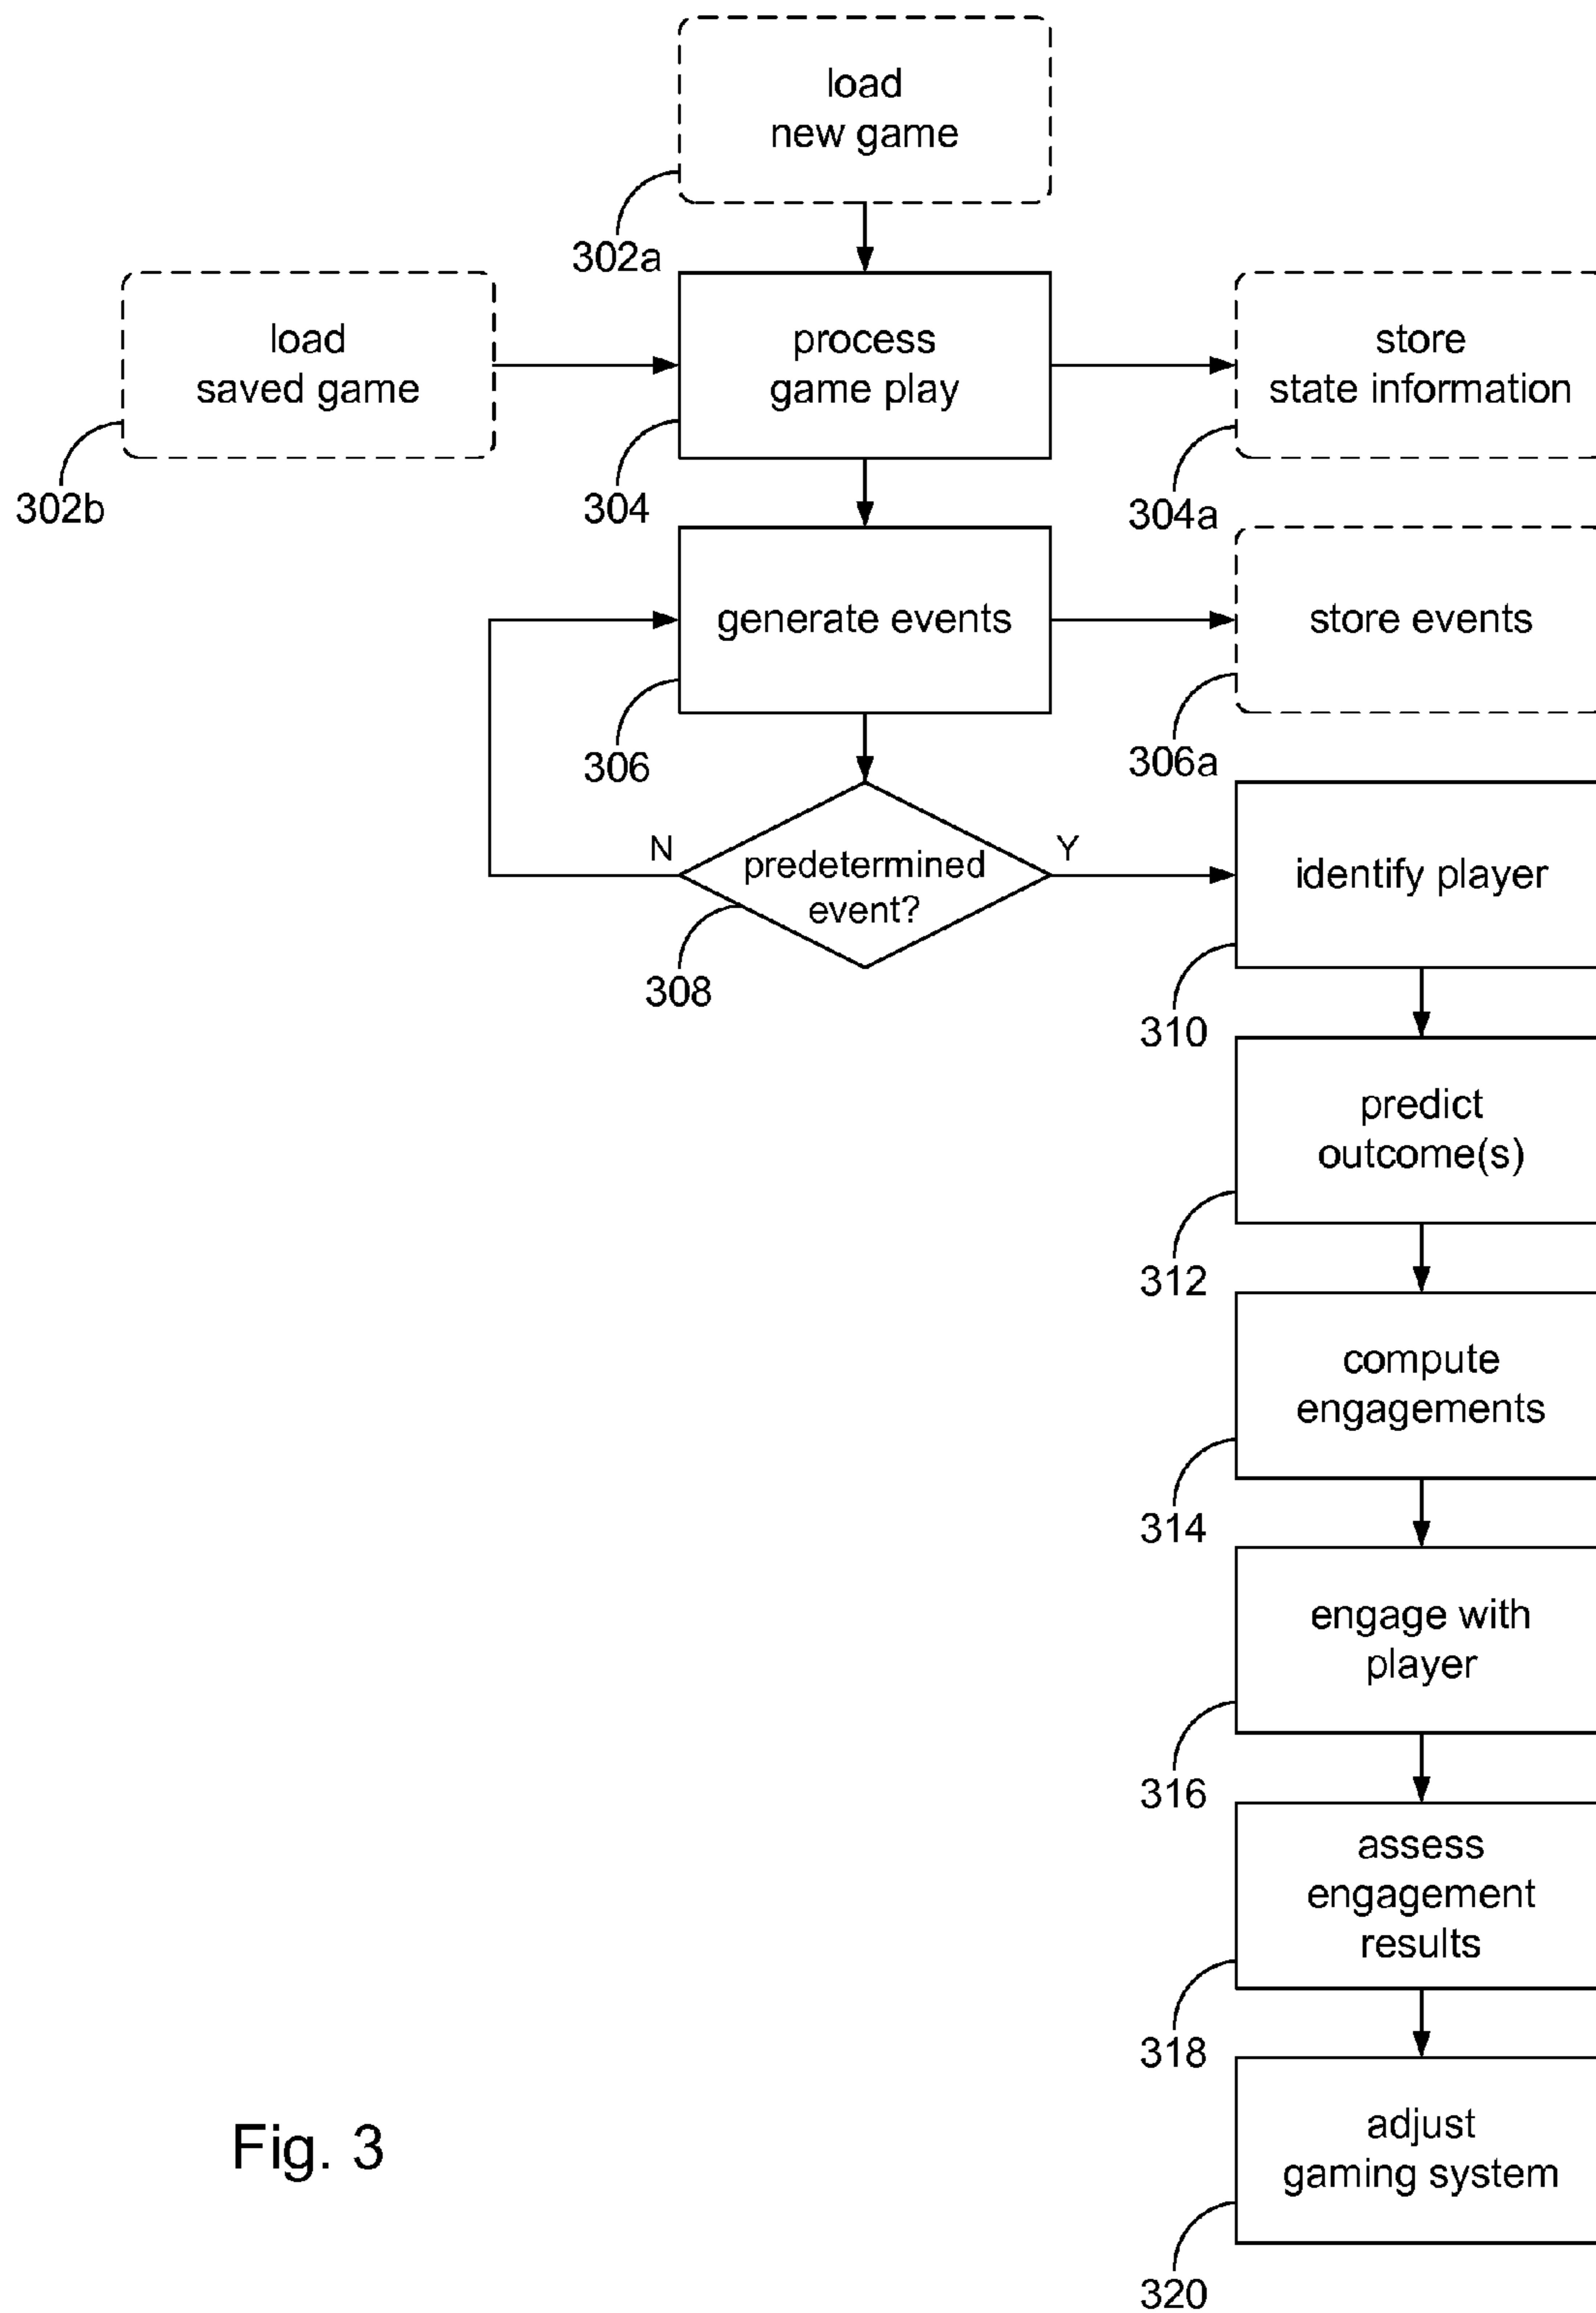 load
new game
302a
load
saved game
302b
process
game play
304
store
state information
304a
generate events
306
store events
306a
N
predetermined
event?
Y
308
identify player
310
predict
outcome(s)
312
compute
engagements
314
engage with
player
316
assess
engagement
results
318
adjust
gaming system
320
Fig. 3